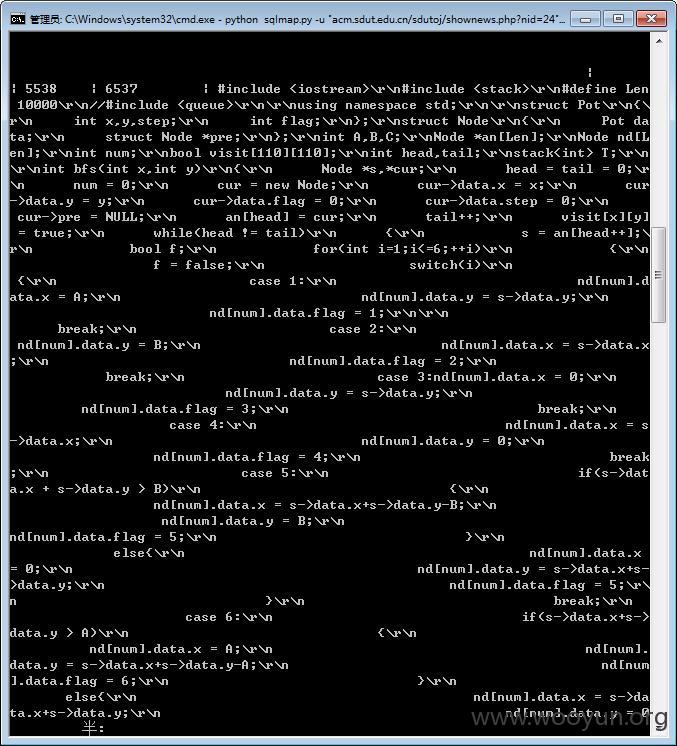 管理员: C:\Windows\system32\cmd.exe - python sqlmap.py -u "acm.sdut.edu.cn/sdutoj/shownews.php?nid=24"...
|
| 5538 | 6537 | #include <iostream>\r\n#include <stack>\r\n#define Len
10000\r\n//#include <queue>\r\n\r\nusing namespace std;\r\n\r\nstruct Pot\r\n{\
r\n int x,y,step;\r\n int flag;\r\n};\r\nstruct Node\r\n{\r\n Pot da
ta;\r\n struct Node *pre;\r\n};\r\nint A,B,C;\r\nNode *an[Len];\r\nNode nd[L
en];\r\nint num;\r\nbool visit[110][110];\r\nint head,tail;\r\nstack<int> T;\r\n
\r\nint bfs(int x,int y)\r\n{\r\n Node *s,*cur;\r\n head = tail = 0;\r
\n num = 0;\r\n cur = new Node;\r\n cur->data.x = x;\r\n cur
->data.y = y;\r\n cur->data.flag = 0;\r\n cur->data.step = 0;\r\n
cur->pre = NULL;\r\n an[head] = cur;\r\n tail++;\r\n visit[x][y]
= true;\r\n while(head != tail)\r\n {\r\n s = an[head++];\
r\n bool f;\r\n for(int i=1;i<=6;++i)\r\n {\r\n
f = false;\r\n switch(i)\r\n
{\r\n case 1:\r\n nd[num].d
ata.x = A;\r\n nd[num].data.y = s->data.y;\r\n
nd[num].data.flag = 1;\r\n\r\n
break;\r\n case 2:\r\n
nd[num].data.y = B;\r\n nd[num].data.x = s->data.x
;\r\n nd[num].data.flag = 2;\r\n
break;\r\n case 3:nd[num].data.x = 0;\r\n
nd[num].data.y = s->data.y;\r\n
nd[num].data.flag = 3;\r\n break;\r\n
case 4:\r\n nd[num].data.x = s
->data.x;\r\n nd[num].data.y = 0;\r\n
nd[num].data.flag = 4;\r\n break
;\r\n case 5:\r\n if(s->dat
a.x + s->data.y > B)\r\n {\r\n
nd[num].data.x = s->data.x+s->data.y-B;\r\n
nd[num].data.y = B;\r\n
nd[num].data.flag = 5;\r\n }\r\n
else{\r\n nd[num].data.x
= 0;\r\n nd[num].data.y = s->data.x+s-
>data.y;\r\n nd[num].data.flag = 5;\r\
n }\r\n break;\r\n
case 6:\r\n if(s->data.x+s->
data.y > A)\r\n {\r\n
nd[num].data.x = A;\r\n nd[num].
data.y = s->data.x+s->data.y-A;\r\n nd[num
].data.flag = 6;\r\n }\r\n
else{\r\n nd[num].data.x = s->da
ta.x+s->data.y;\r\n nd[num].data.y = 0
半:
www.wooyun.org